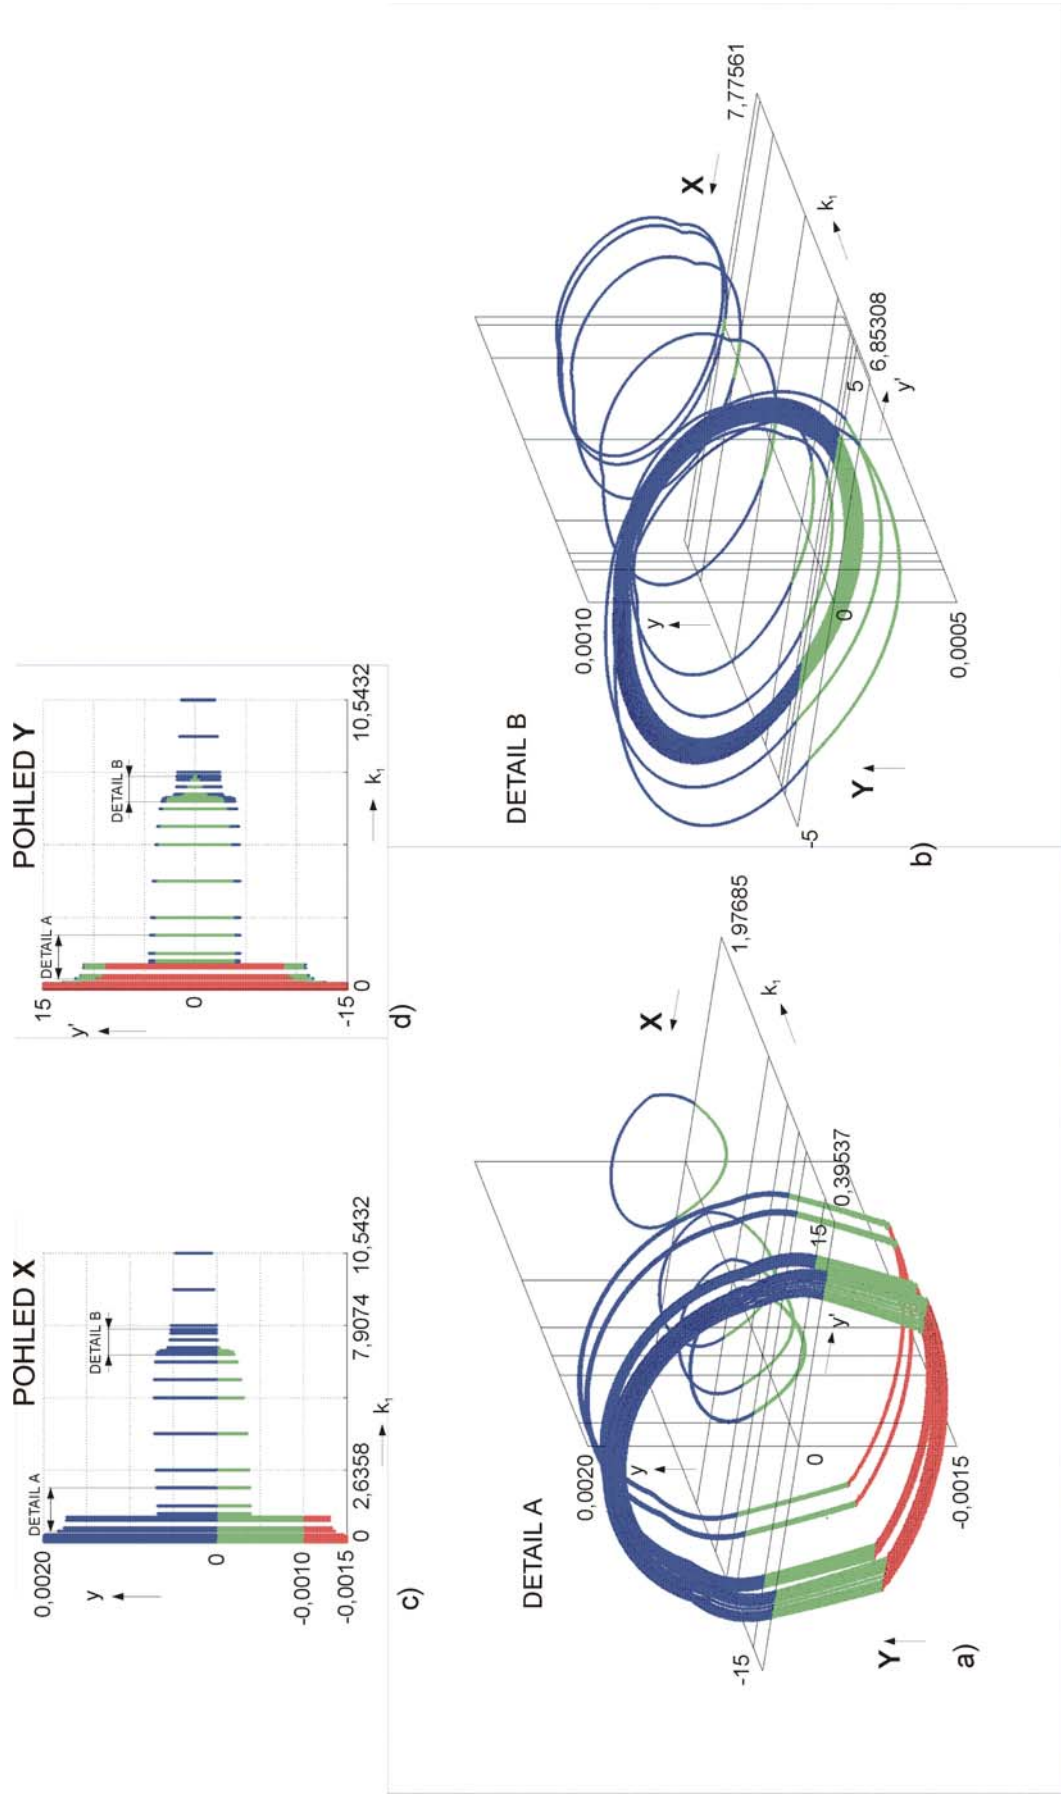 POHLED X
DETAIL A
DETAIL B
0,0020
y
0
-0,0010
-0,0015
0
2,6358
7,9074
10,5432
k₁
c)
POHLED Y
DETAIL A
DETAIL B
15
y'
0
-15
0
10,5432
k₁
d)
DETAIL A
0,0020
y
X
1,97685
k₁
0,39537
15
y'
0
-15
-0,0015
Y
a)
DETAIL B
0,0010
y
X
7,77561
k₁
6,85308
5
y'
0
-5
0,0005
Y
b)